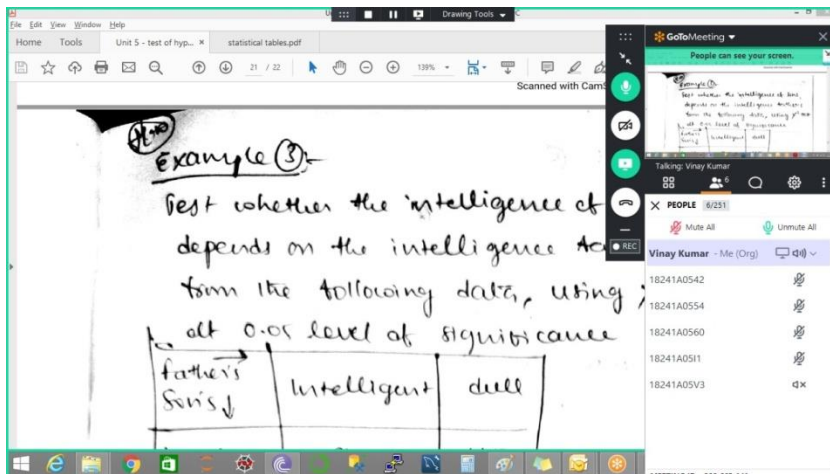 Drawing Tools
File Edit View Window Help
Home Tools Unit 5 - test of hyp... × statistical tables.pdf
21 / 22 139%
Scanned with Cam
Example ③:-
Test whether the intelligence of
depends on the intelligence
from the following data, using
alt 0.05 level of significance
father's
Son's
Intelligent
dull
REC
GoToMeeting
People can see your screen.
Talking: Vinay Kumar
6
PEOPLE 6/251
Mute All Unmute All
Vinay Kumar - Me (Org)
18241A0542
18241A0554
18241A0560
18241A05I1
18241A05V3